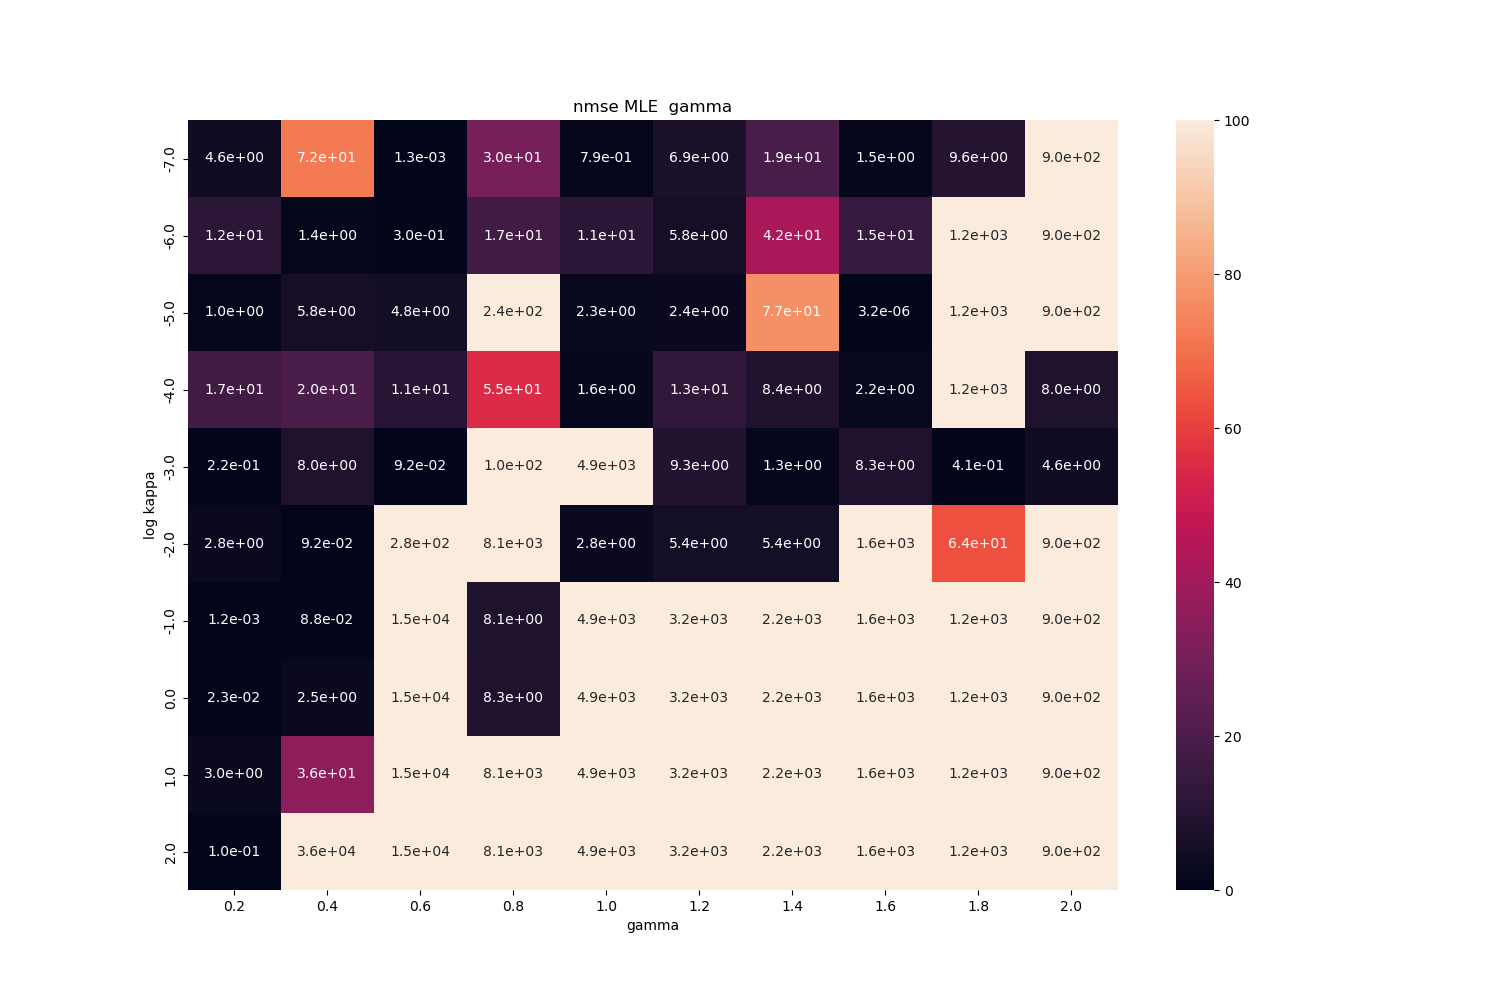 nmse MLE  gamma
-7.0 4.6e+00 7.2e+01 1.3e-03 3.0e+01 7.9e-01 6.9e+00 1.9e+01 1.5e+00 9.6e+00 9.0e+02
-6.0 1.2e+01 1.4e+00 3.0e-01 1.7e+01 1.1e+01 5.8e+00 4.2e+01 1.5e+01 1.2e+03 9.0e+02
-5.0 1.0e+00 5.8e+00 4.8e+00 2.4e+02 2.3e+00 2.4e+00 7.7e+01 3.2e-06 1.2e+03 9.0e+02
-4.0 1.7e+01 2.0e+01 1.1e+01 5.5e+01 1.6e+00 1.3e+01 8.4e+00 2.2e+00 1.2e+03 8.0e+00
-3.0 2.2e-01 8.0e+00 9.2e-02 1.0e+02 4.9e+03 9.3e+00 1.3e+00 8.3e+00 4.1e-01 4.6e+00
-2.0 2.8e+00 9.2e-02 2.8e+02 8.1e+03 2.8e+00 5.4e+00 5.4e+00 1.6e+03 6.4e+01 9.0e+02
-1.0 1.2e-03 8.8e-02 1.5e+04 8.1e+00 4.9e+03 3.2e+03 2.2e+03 1.6e+03 1.2e+03 9.0e+02
0.0 2.3e-02 2.5e+00 1.5e+04 8.3e+00 4.9e+03 3.2e+03 2.2e+03 1.6e+03 1.2e+03 9.0e+02
1.0 3.0e+00 3.6e+01 1.5e+04 8.1e+03 4.9e+03 3.2e+03 2.2e+03 1.6e+03 1.2e+03 9.0e+02
2.0 1.0e-01 3.6e+04 1.5e+04 8.1e+03 4.9e+03 3.2e+03 2.2e+03 1.6e+03 1.2e+03 9.0e+02
log kappa
0.2 0.4 0.6 0.8 1.0 1.2 1.4 1.6 1.8 2.0
gamma
100
80
60
40
20
0